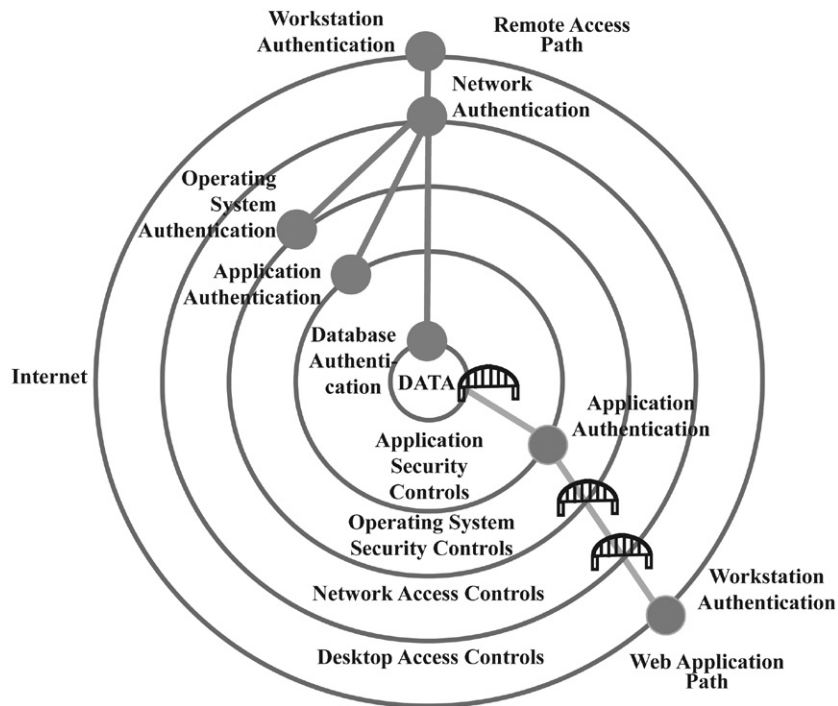 Workstation
Authentication
Remote Access
Path
Network
Authentication
Operating
System
Authentication
Application
Authentication
Database
Authenti-
cation
DATA
Internet
Application
Authentication
Application
Security
Controls
Operating System
Security Controls
Network Access Controls
Workstation
Authentication
Desktop Access Controls
Web Application
Path